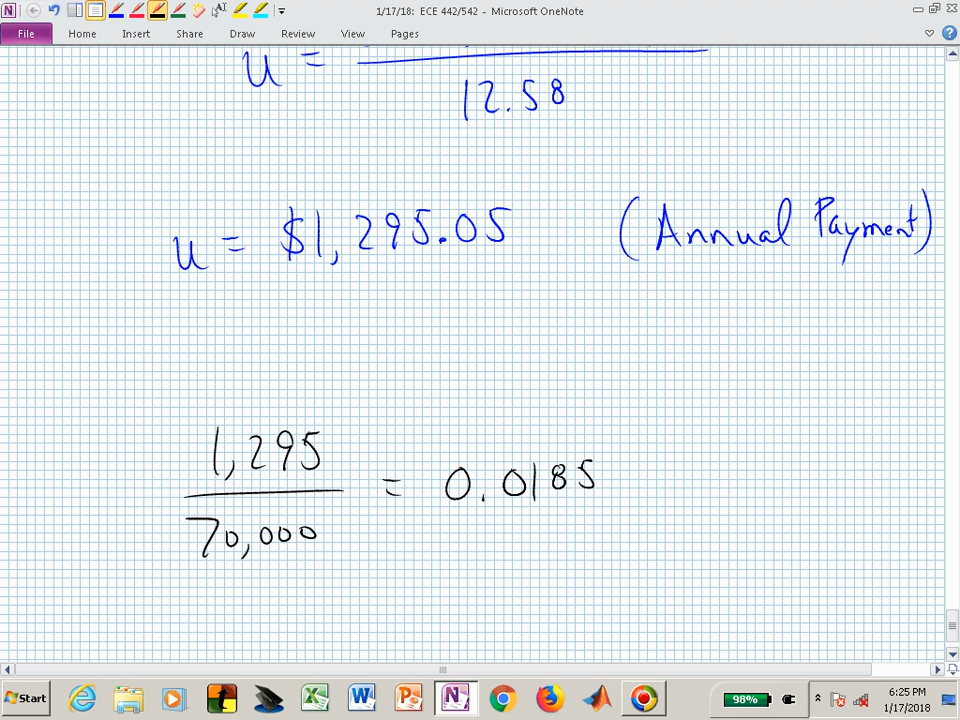 1/17/18: ECE 442/542 - Microsoft OneNote
File Home Insert Share Draw Review View Pages
u =
12.58
u = $1,295.05 (Annual Payment)
1,295
70,000
= 0.0185
Start
98%
6:25 PM
1/17/2018